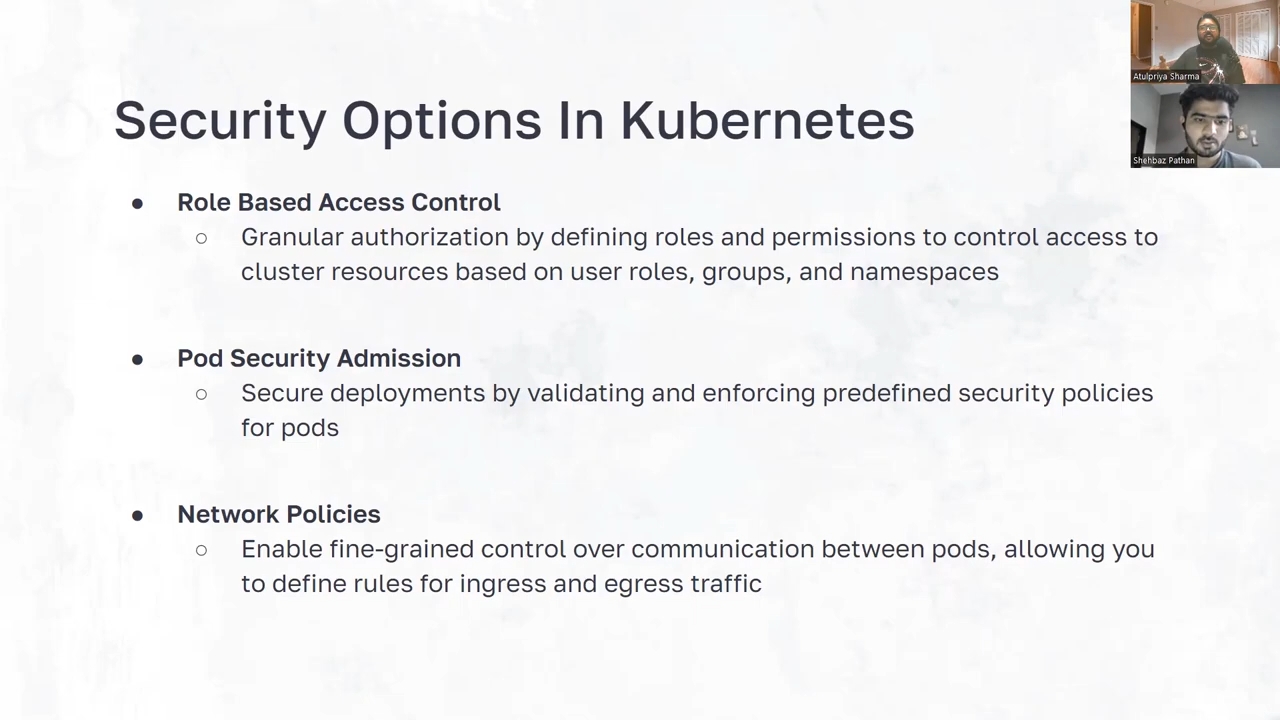 Security Options In Kubernetes
● Role Based Access Control
○ Granular authorization by defining roles and permissions to control access to
cluster resources based on user roles, groups, and namespaces
● Pod Security Admission
○ Secure deployments by validating and enforcing predefined security policies
for pods
● Network Policies
○ Enable fine-grained control over communication between pods, allowing you
to define rules for ingress and egress traffic
Atulpriya Sharma
Shehbaz Pathan